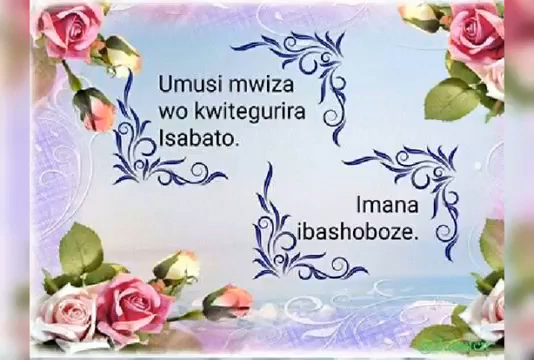 Umusi mwiza
wo kwitegurira
Isabato.
Imana
ibashoboze.